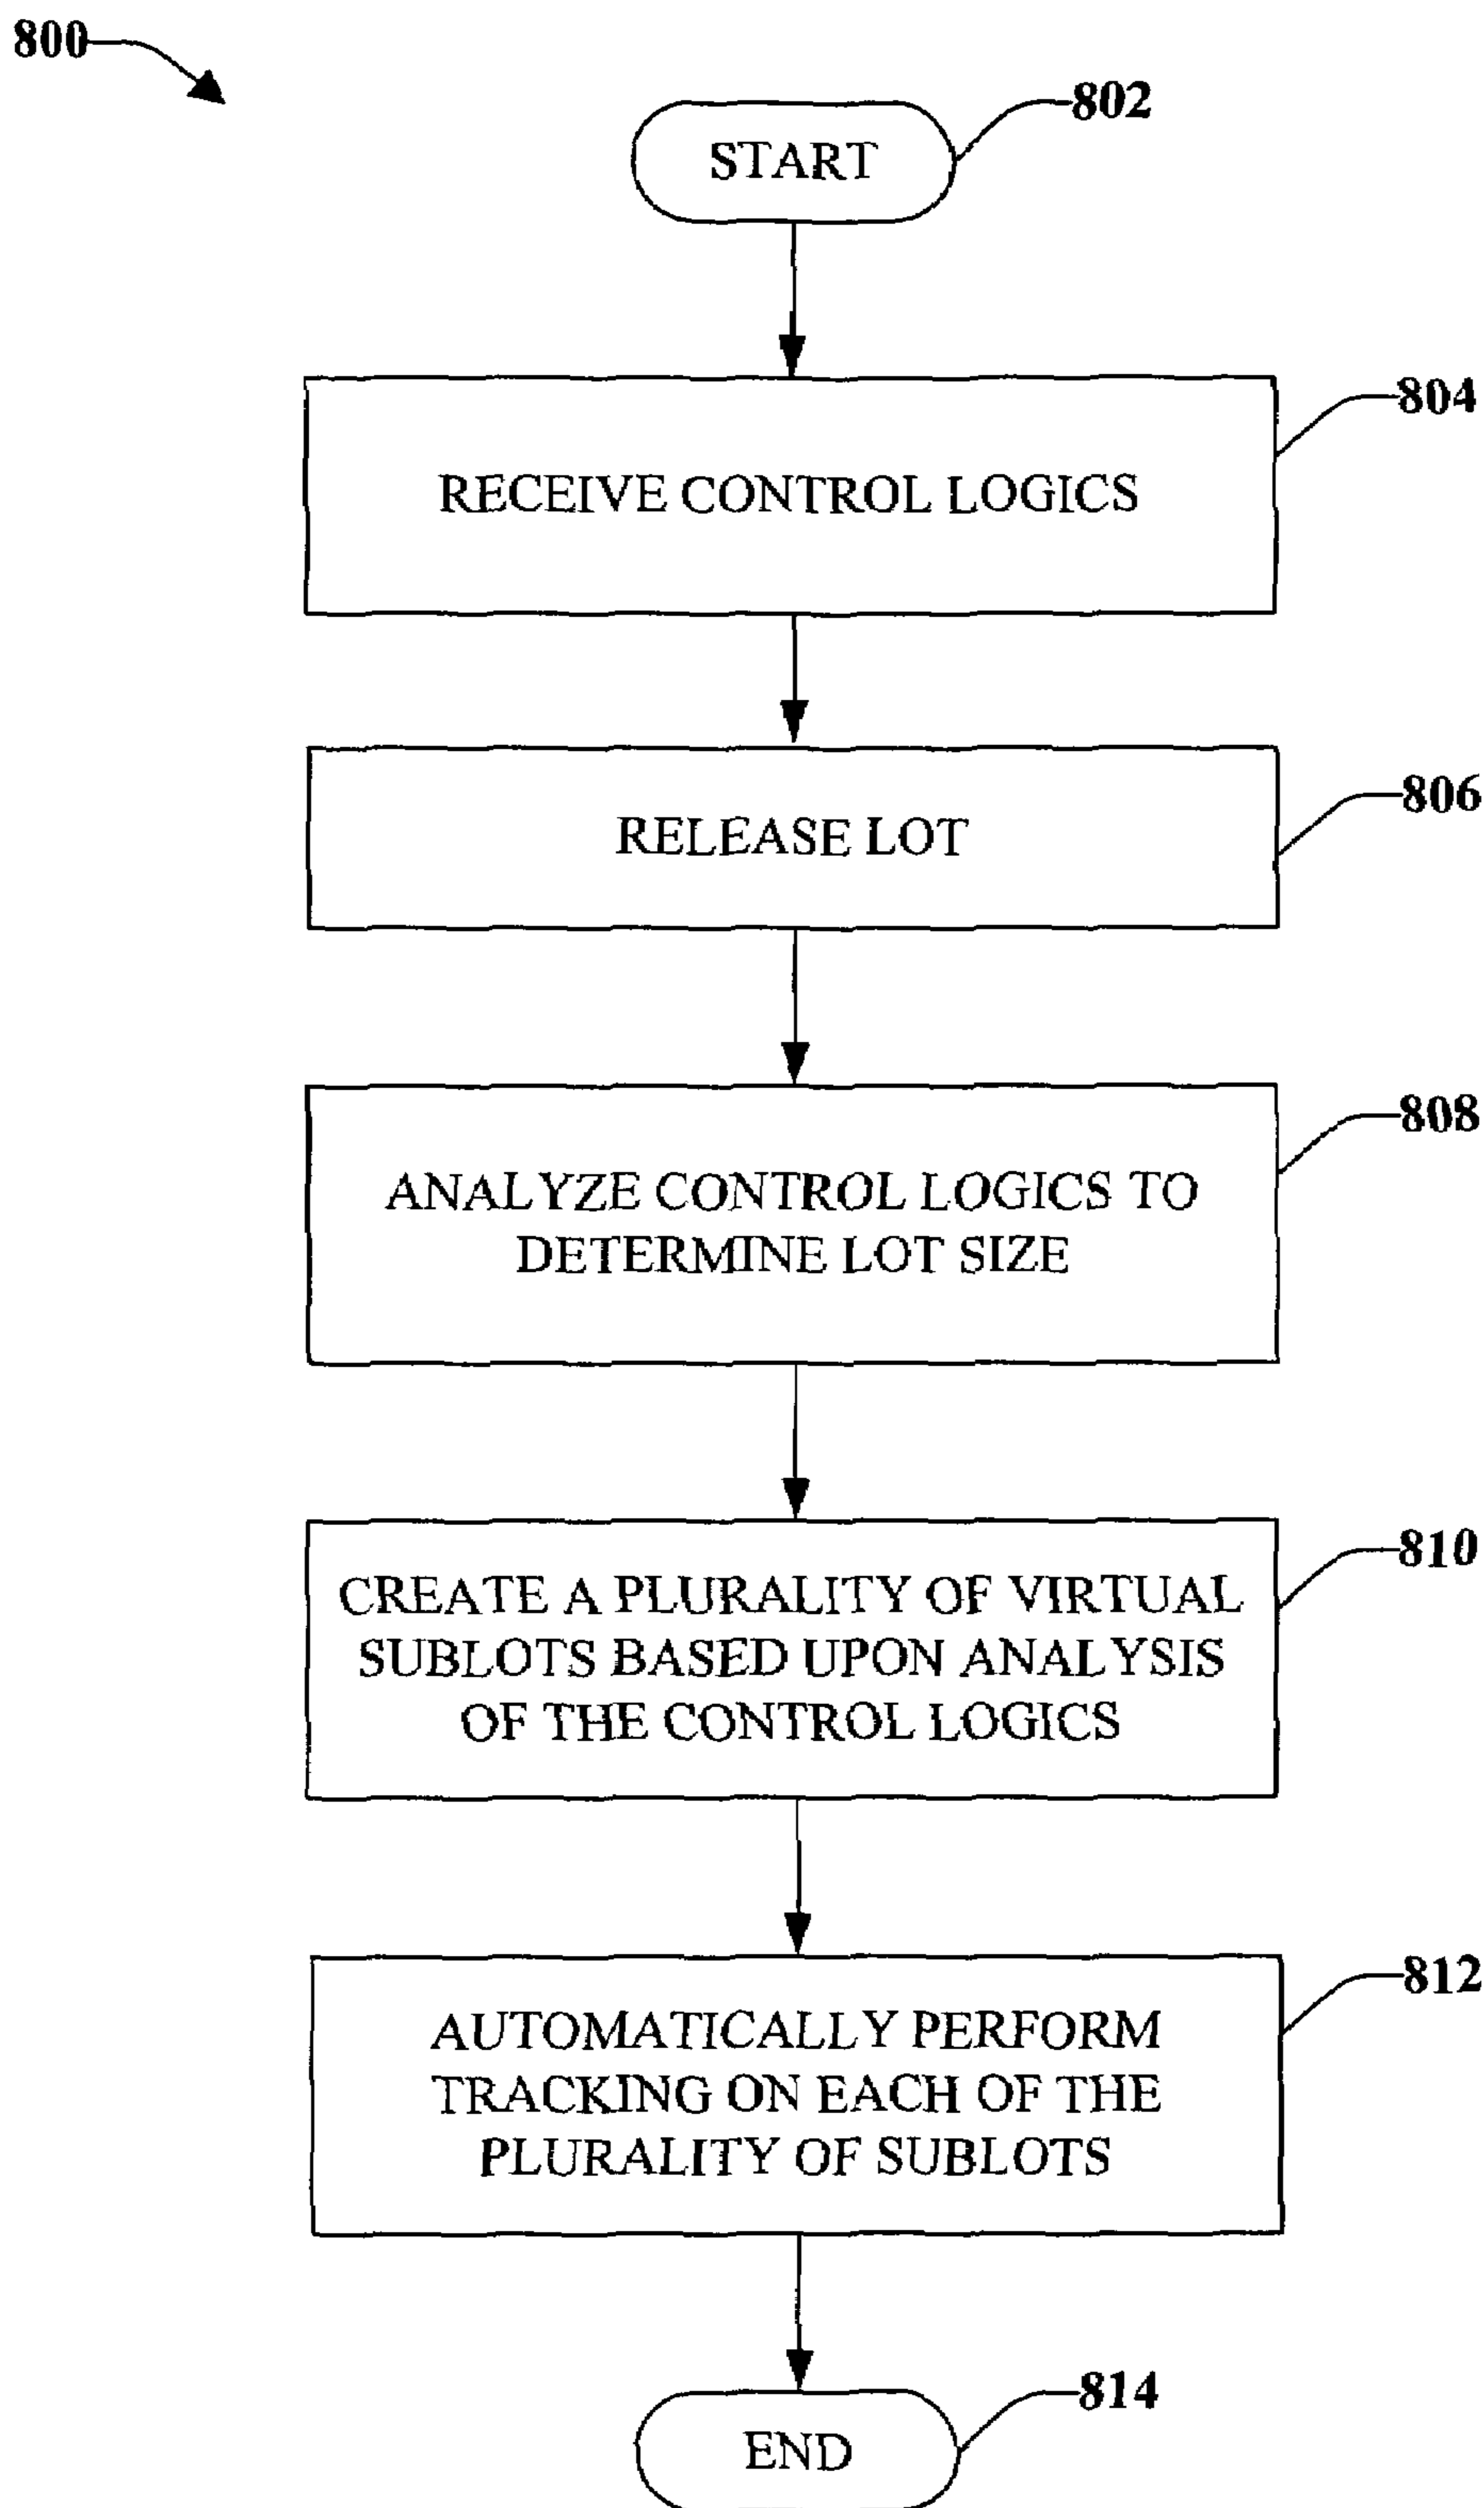 800
802
START
804
RECEIVE CONTROL LOGICS
806
RELEASE LOT
808
ANALYZE CONTROL LOGICS TO
DETERMINE LOT SIZE
810
CREATE A PLURALITY OF VIRTUAL
SUBLOTS BASED UPON ANALYSIS
OF THE CONTROL LOGICS
812
AUTOMATICALLY PERFORM
TRACKING ON EACH OF THE
PLURALITY OF SUBLOTS
814
END